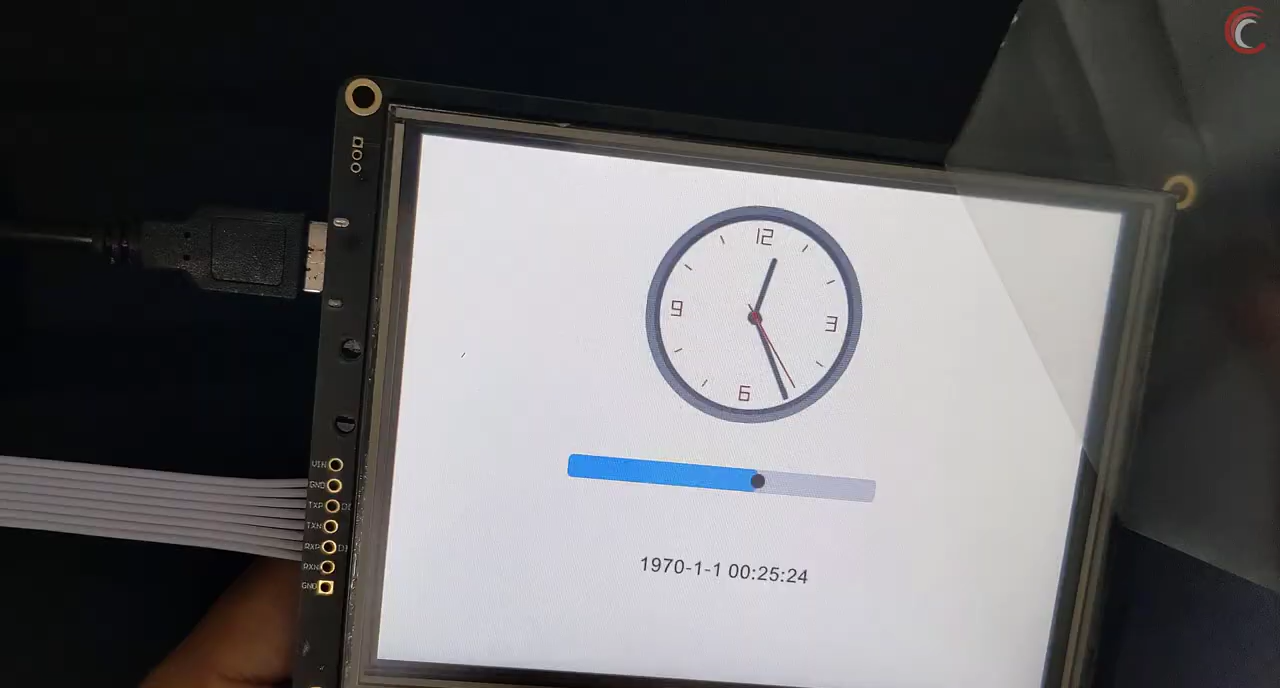 12
9
3
6
1970-1-1 00:25:24
VIN
GND
TXP
TXN
RXP
RXN
GND